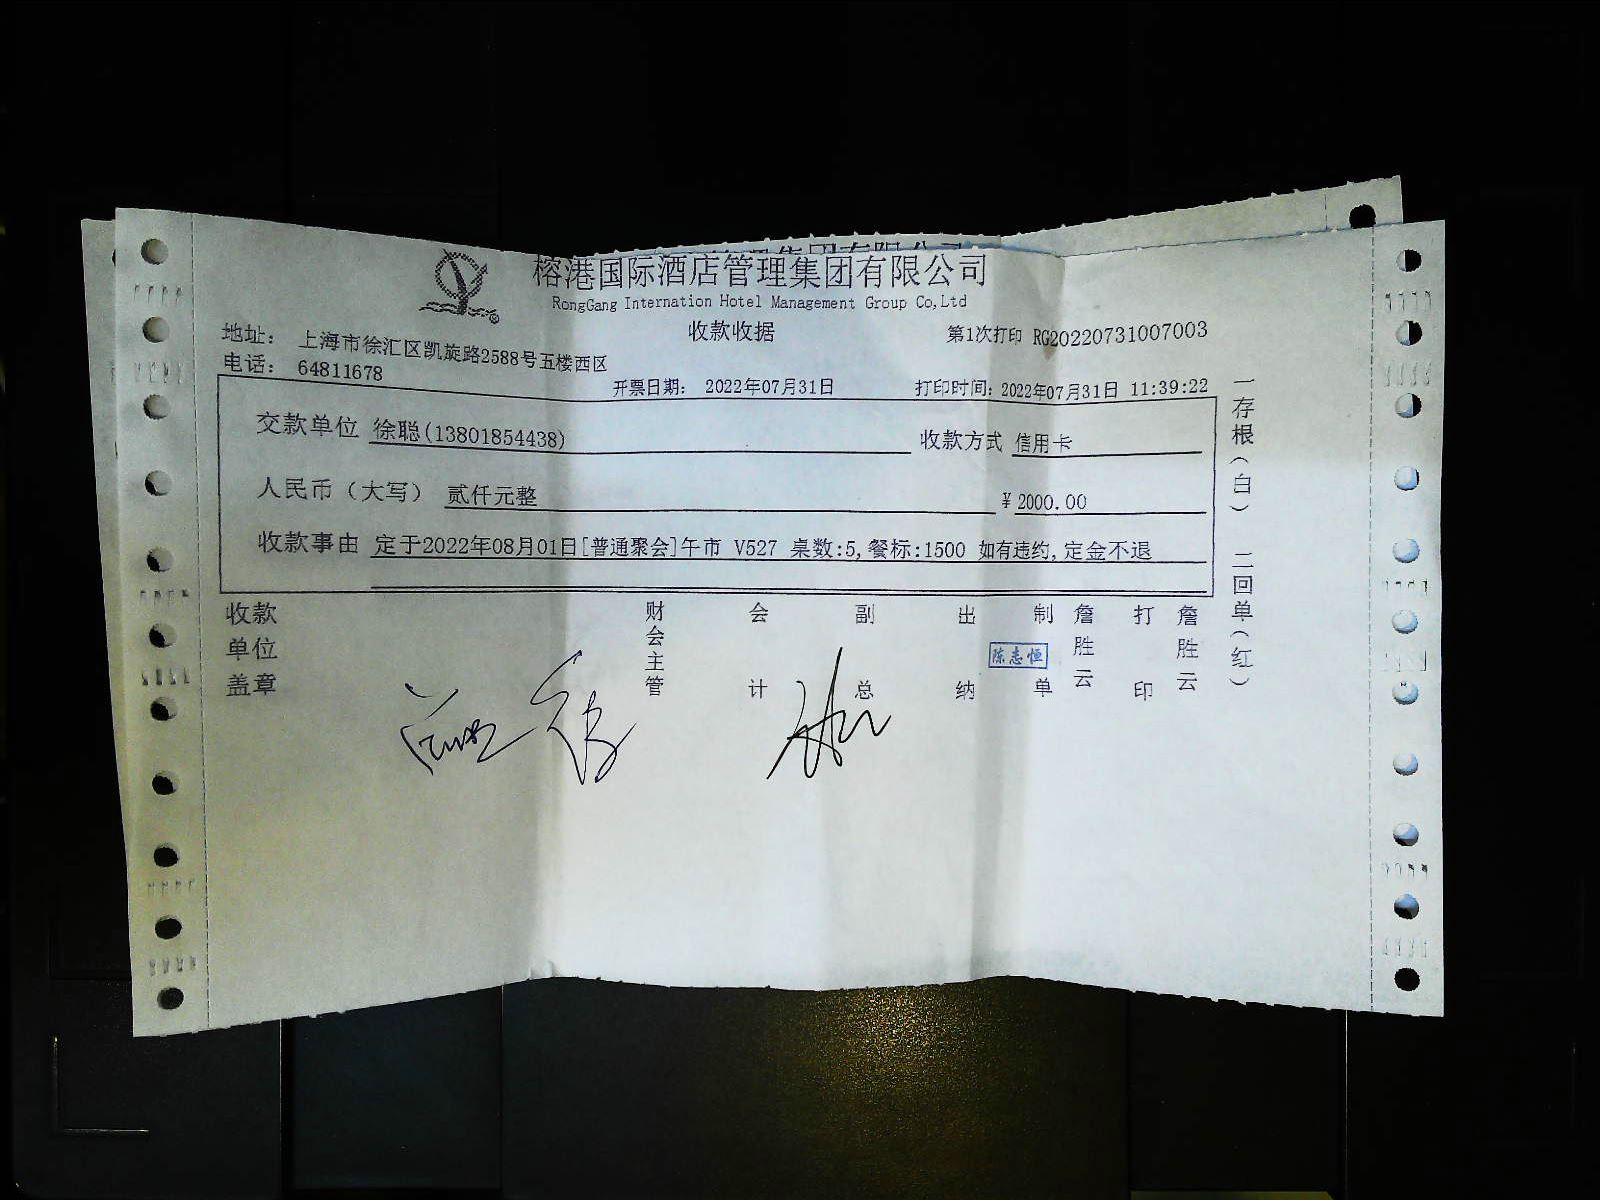 榕港国际酒店管理集团有限公司
RongGang Internation Hotel Management Group Co,Ltd
收款收据
第1次打印 RG20220731007003
地址： 上海市徐汇区凯旋路2588号五楼西区
电话： 64811678
开票日期： 2022年07月31日
打印时间：2022年07月31日 11:39:22
交款单位 徐聪(13801854438)
收款方式 信用卡
人民币（大写） 贰仟元整 ¥2000.00
收款事由 定于2022年08月01日[普通聚会]午市 V527 桌数:5,餐标:1500 如有违约,定金不退
收款单位盖章
财会主管
会计
副总
出纳
陈志恒
制单
詹胜云
打印
詹胜云
一存根（白） 二回单（红）